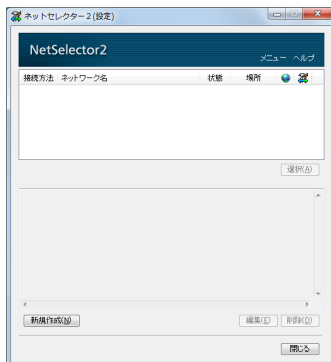 ネットセレクター2(設定)
NetSelector2
メニュー ヘルプ
接続方法 ネットワーク名 状態 場所
選択(A)
新規作成(N) 編集(E) 削除(D)
閉じる